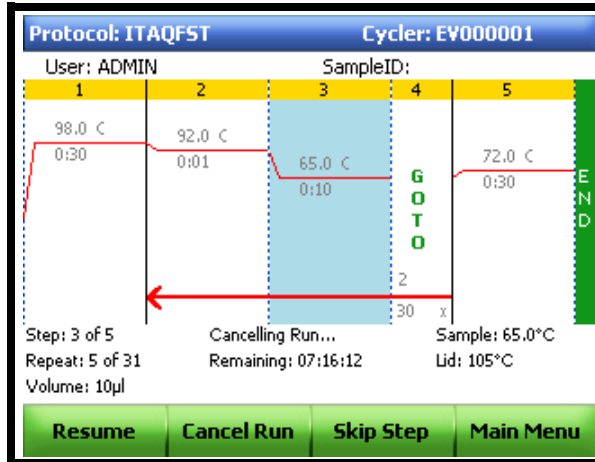 Protocol: ITAQFST Cycler: EV000001
User: ADMIN SampleID:
1 2 3 4 5
98.0 C 92.0 C 65.0 C 72.0 C
0:30 0:01 0:10 0:30
GOTO
END
2
30 x
Step: 3 of 5 Cancelling Run... Sample: 65.0°C
Repeat: 5 of 31 Remaining: 07:16:12 Lid: 105°C
Volume: 10µl
Resume Cancel Run Skip Step Main Menu